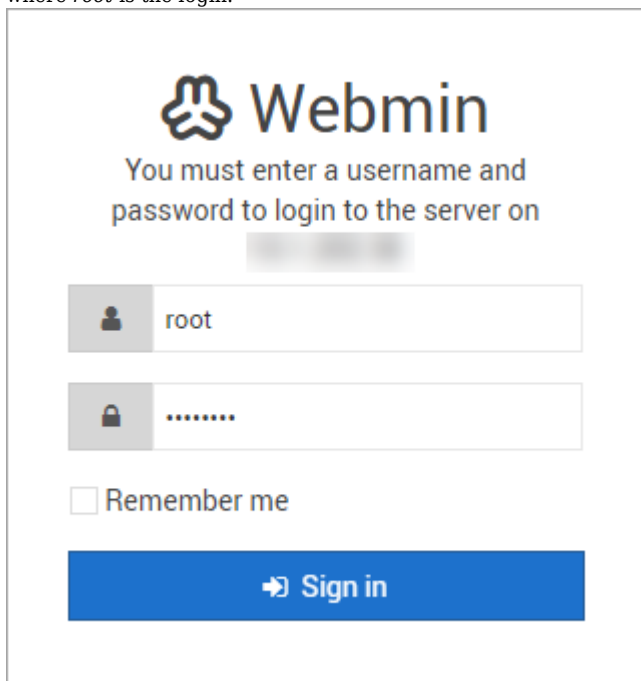 where root is the login.
Webmin
You must enter a username and
password to login to the server on
root
Remember me
Sign in